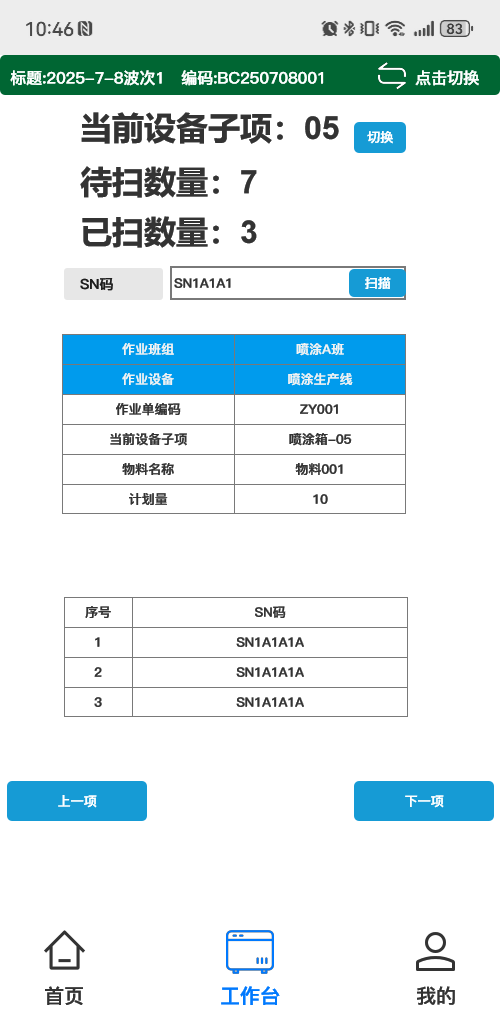 10:46 83
标题:2025-7-8波次1 编码:BC250708001 点击切换
当前设备子项：05 切换
待扫数量：7
已扫数量：3
SN码 SN1A1A1 扫描
作业班组 喷涂A班
作业设备 喷涂生产线
作业单编码 ZY001
当前设备子项 喷涂箱-05
物料名称 物料001
计划量 10
序号 SN码
1 SN1A1A1A
2 SN1A1A1A
3 SN1A1A1A
上一项 下一项
首页 工作台 我的